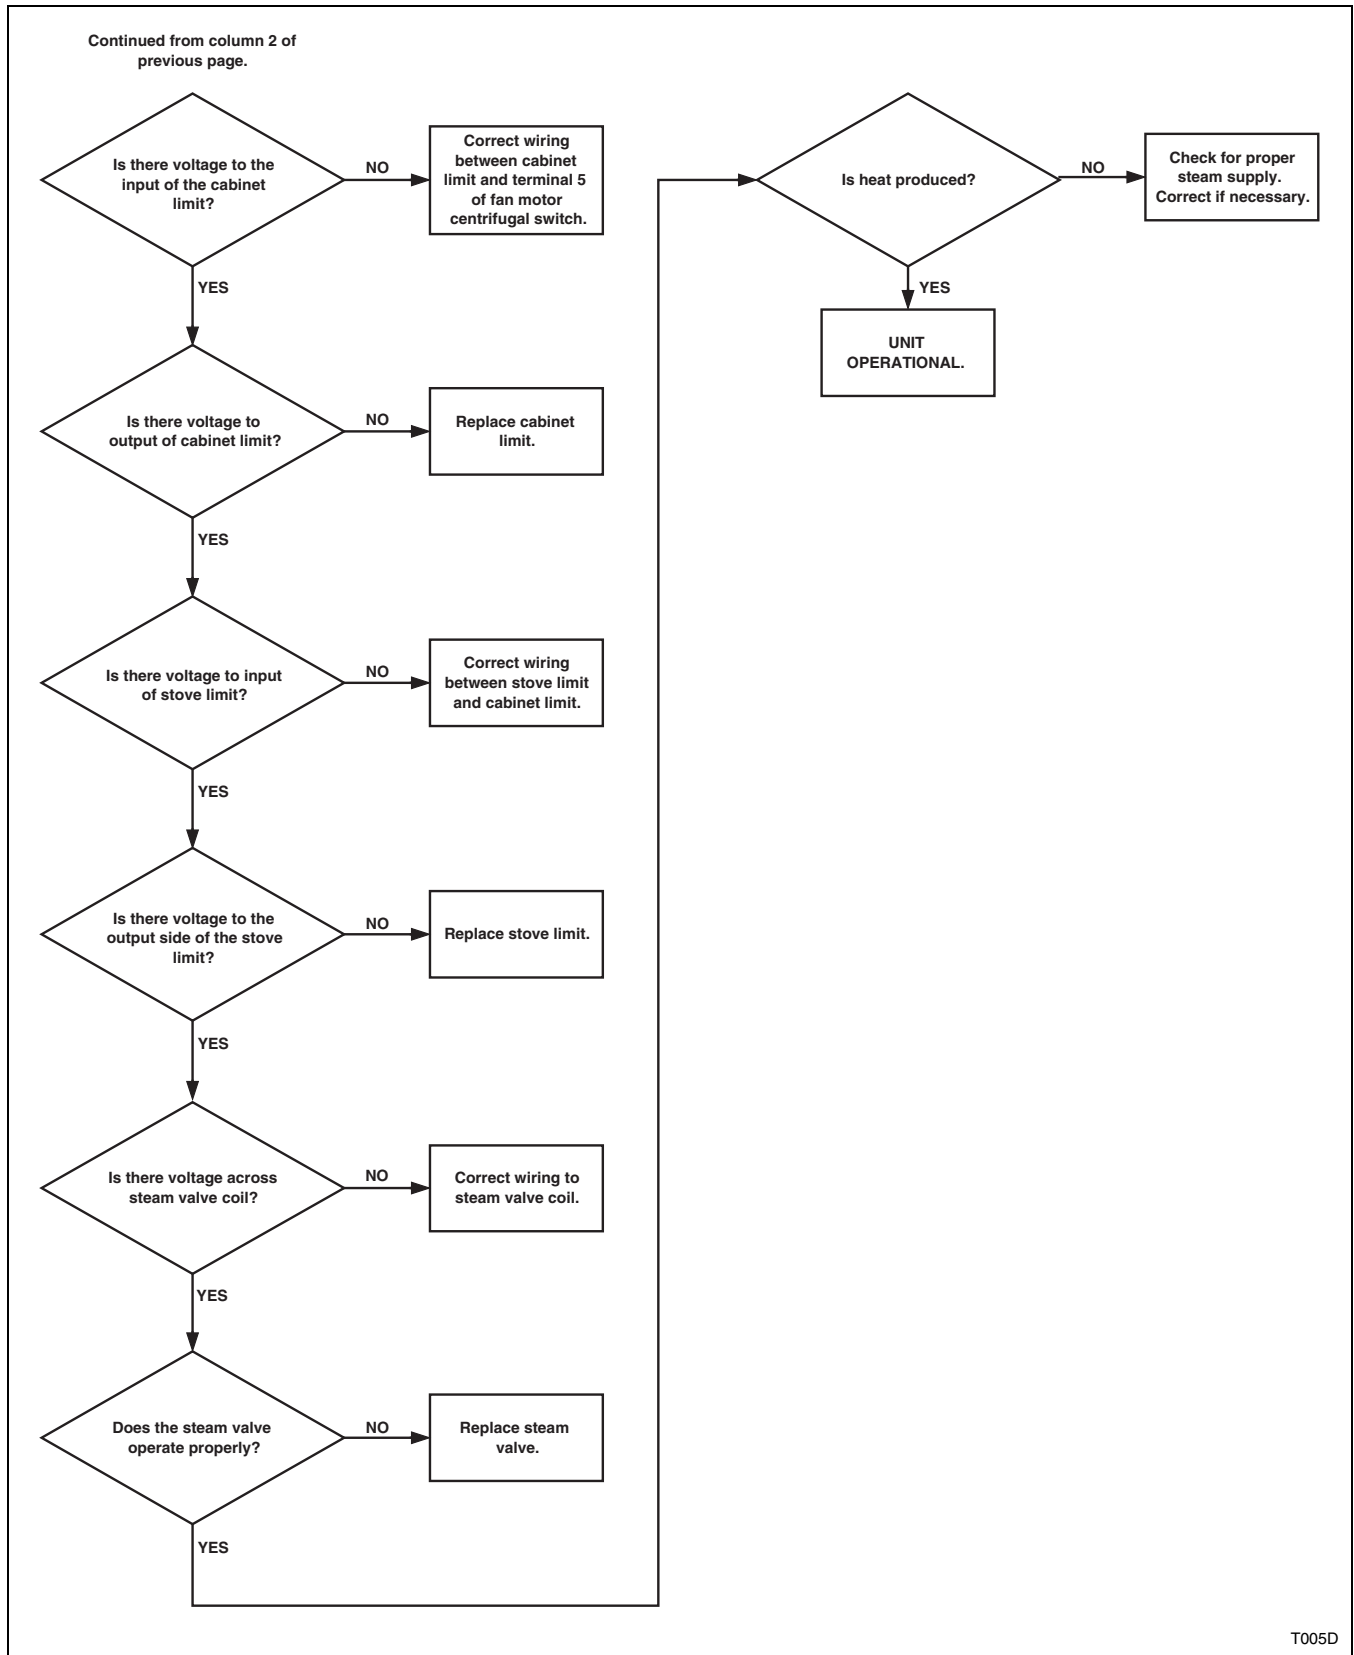 Continued from column 2 of
previous page.
Is there voltage to the
input of the cabinet
limit?
NO
Correct wiring
between cabinet
limit and terminal 5
of fan motor
centrifugal switch.
YES
Is there voltage to
output of cabinet limit?
NO
Replace cabinet
limit.
YES
Is there voltage to input
of stove limit?
NO
Correct wiring
between stove limit
and cabinet limit.
YES
Is there voltage to the
output side of the stove
limit?
NO
Replace stove limit.
YES
Is there voltage across
steam valve coil?
NO
Correct wiring to
steam valve coil.
YES
Does the steam valve
operate properly?
NO
Replace steam
valve.
YES
Is heat produced?
NO
Check for proper
steam supply.
Correct if necessary.
YES
UNIT
OPERATIONAL.
T005D